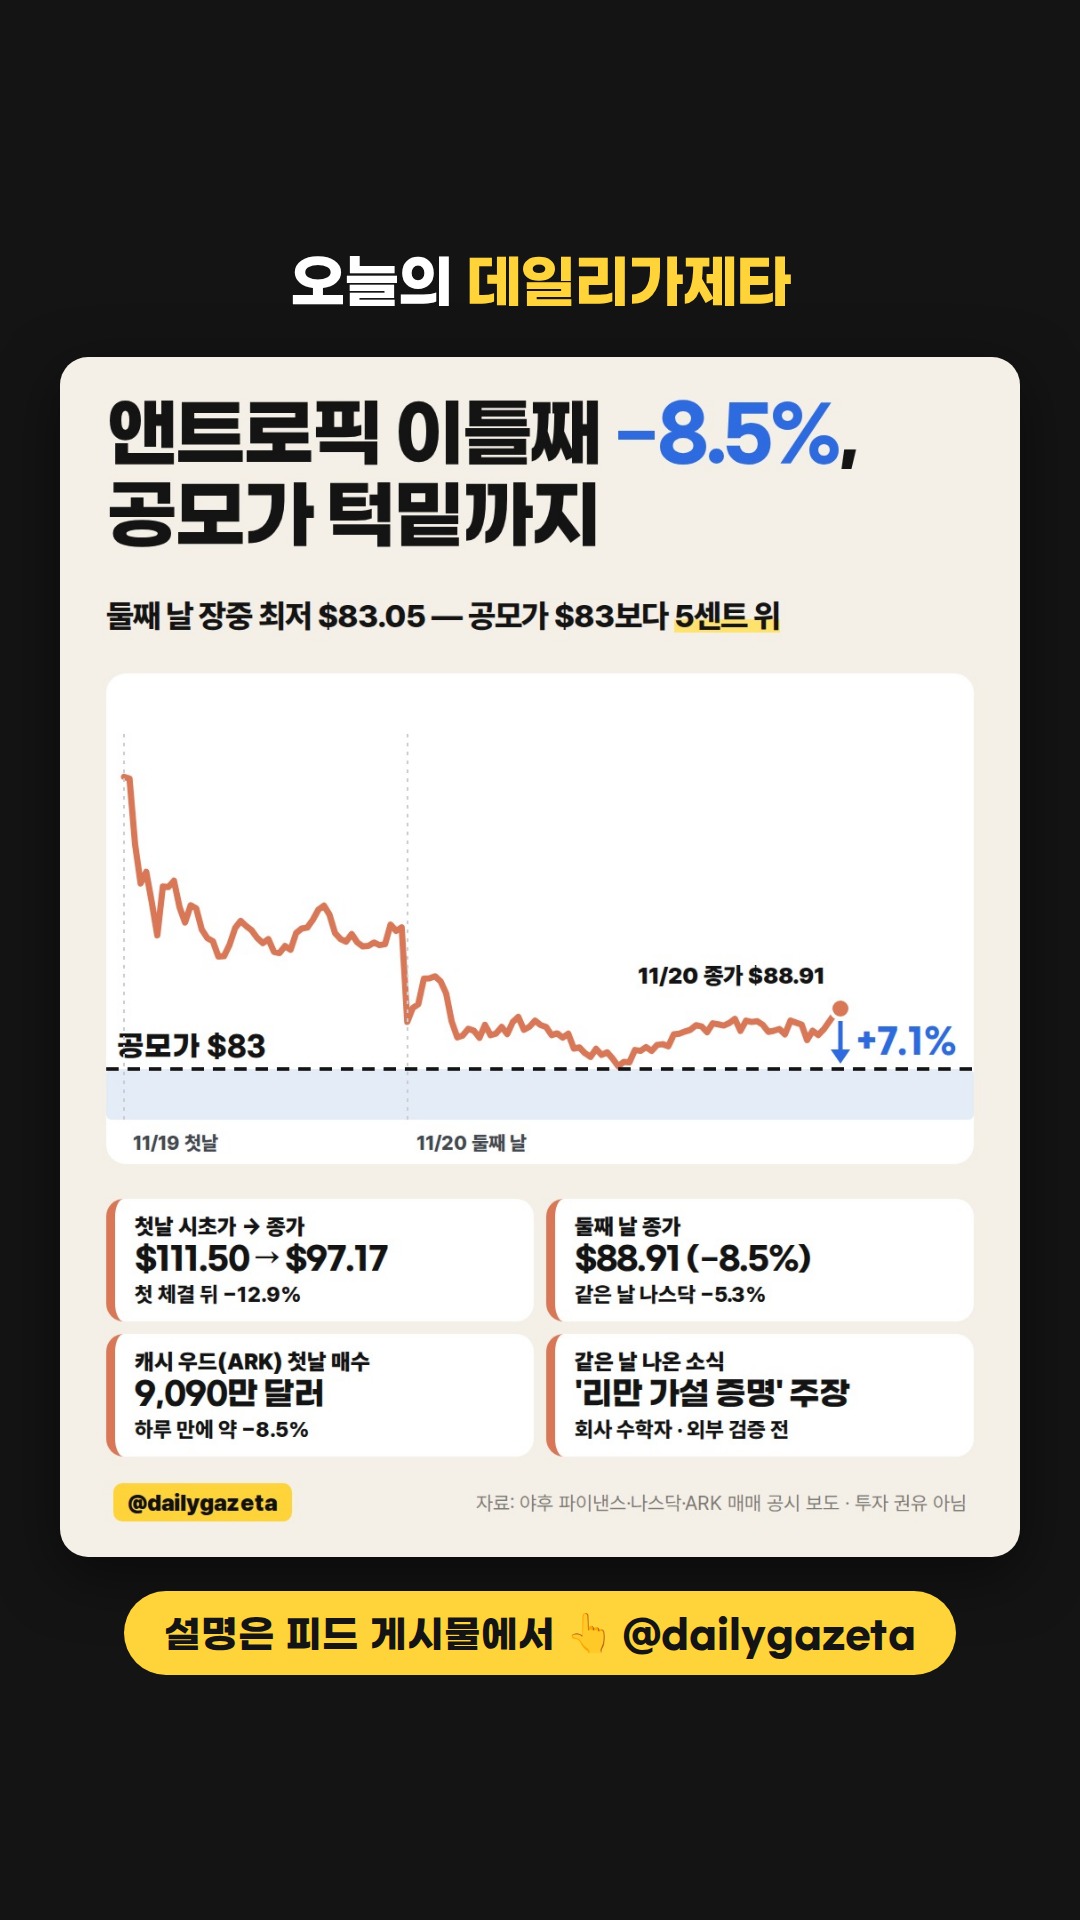 오늘의 데일리가제타
앤트로픽 이틀째 −8.5%,
공모가 턱밑까지
둘째 날 장중 최저 $83.05 — 공모가 $83보다 5센트 위
11/20 종가 $88.91
공모가 $83
+7.1%
11/19 첫날
11/20 둘째 날
첫날 시초가 → 종가
$111.50 → $97.17
첫 체결 뒤 −12.9%
둘째 날 종가
$88.91 (−8.5%)
같은 날 나스닥 −5.3%
캐시 우드(ARK) 첫날 매수
9,090만 달러
하루 만에 약 −8.5%
같은 날 나온 소식
'리만 가설 증명' 주장
회사 수학자 · 외부 검증 전
@dailygazeta
자료: 야후 파이낸스·나스닥·ARK 매매 공시 보도 · 투자 권유 아님
설명은 피드 게시물에서 👆 @dailygazeta